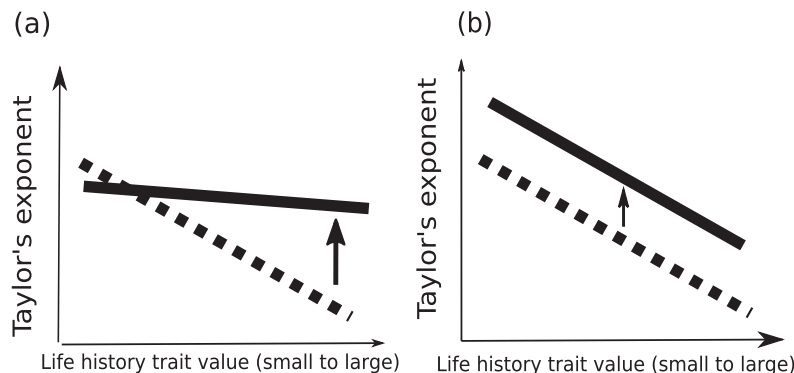 (a)
Taylor's exponent
Life history trait value (small to large)
(b)
Taylor's exponent
Life history trait value (small to large)